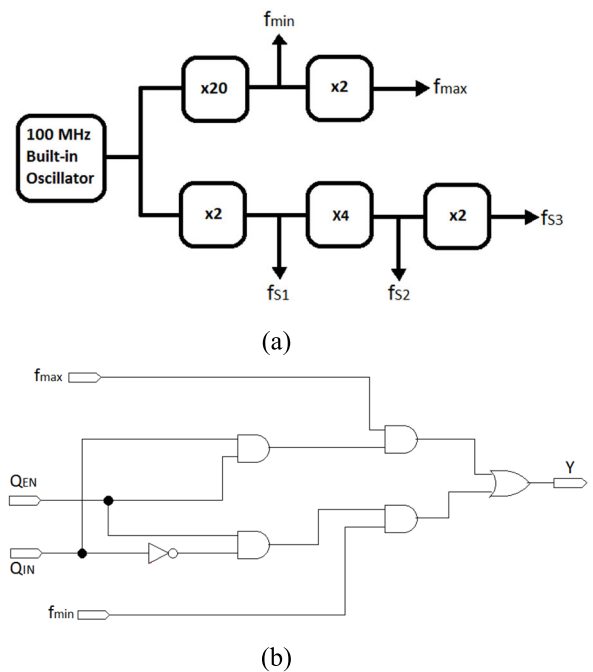 fmin
x20
x2
fmax
100 MHz
Built-in
Oscillator
x2
X4
x2
fS3
fS1
fS2
(a)
fmax
QEN
Y
QIN
fmin
(b)